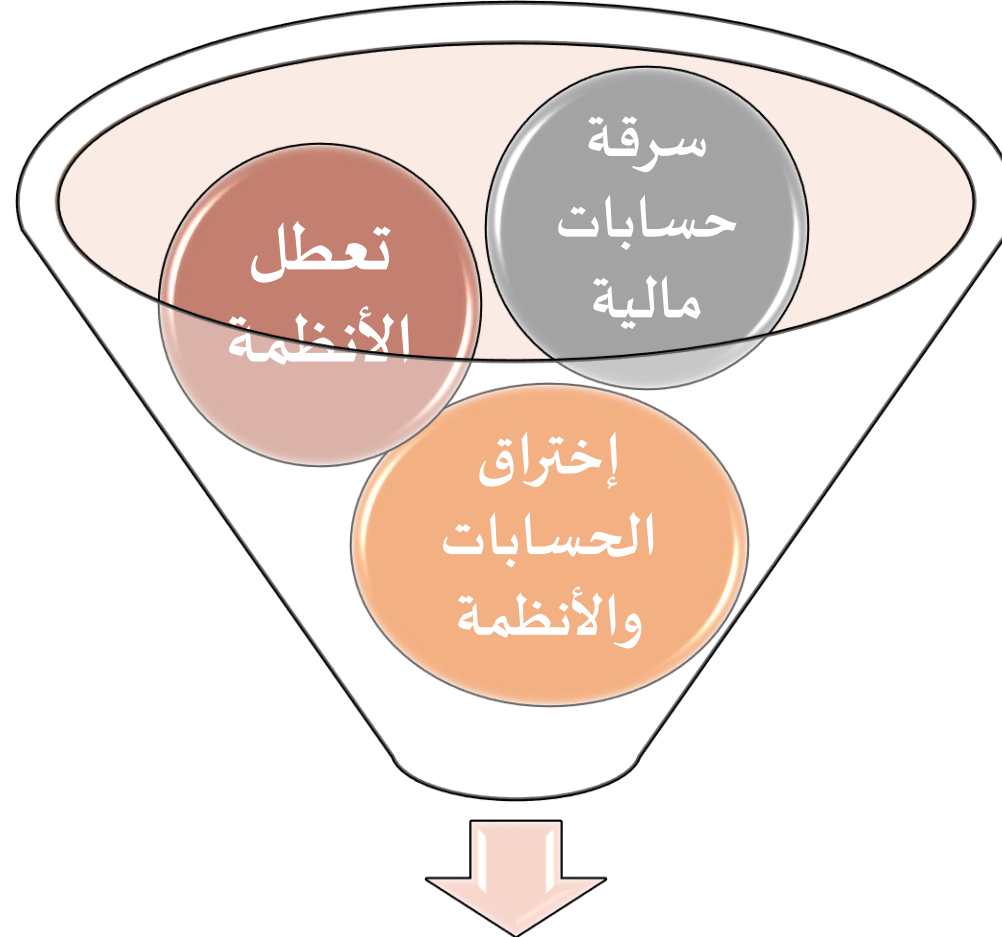 سرقة
حسابات
مالية
تعطل
الأنظمة
إختراق
الحسابات
والأنظمة